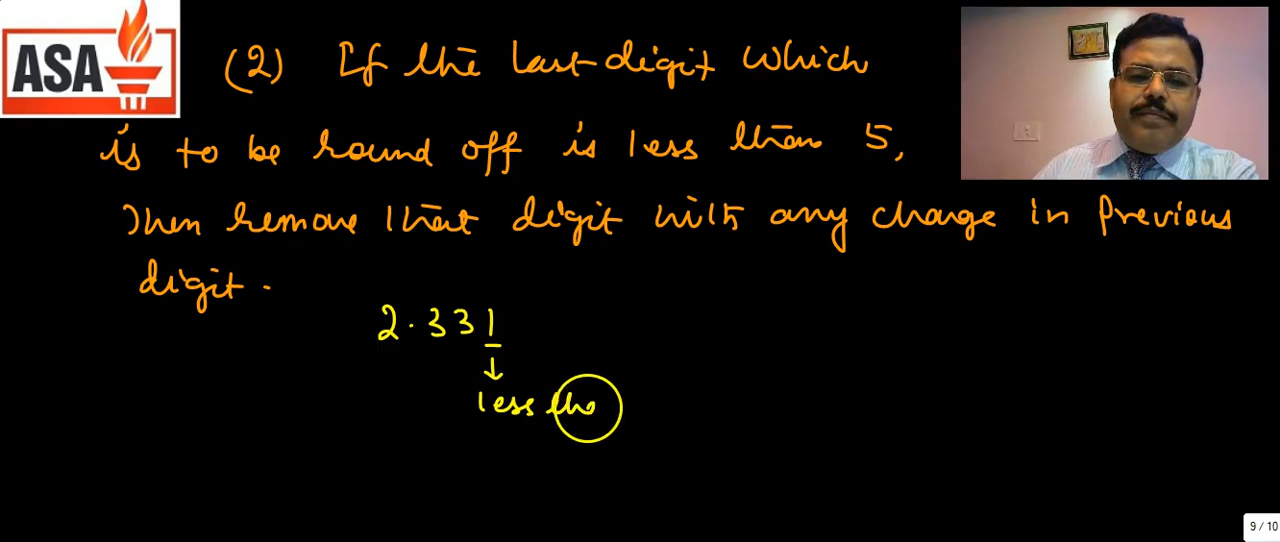 ASA
(2) If the last digit which
is to be round off is less than 5,
Then remove that digit with any change in previous
digit.
2.331
↓
less tha
9 / 10